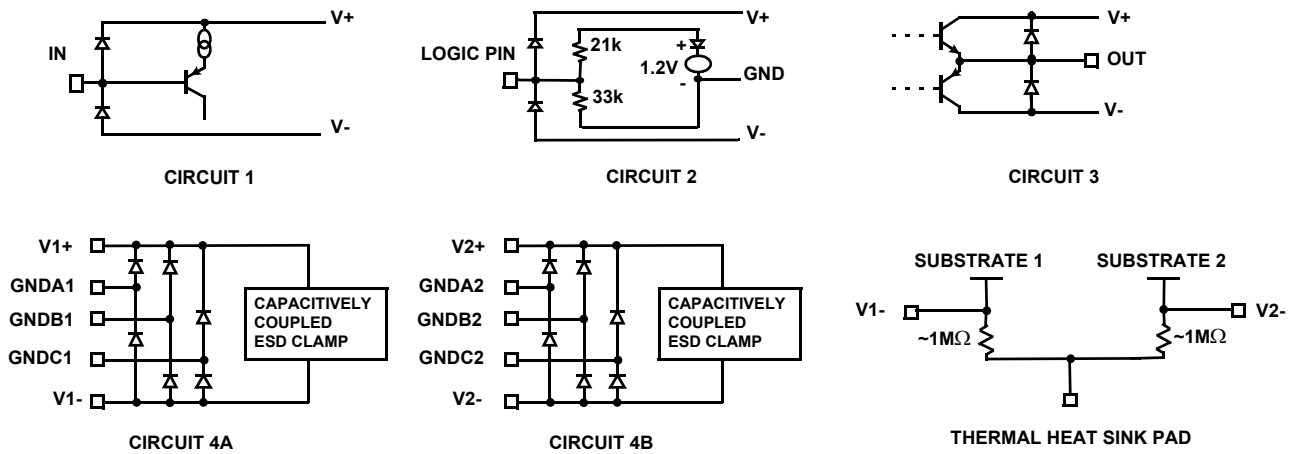 IN
V+
V-
CIRCUIT 1
LOGIC PIN
V+
21k
+
1.2V
-
GND
33k
V-
CIRCUIT 2
V+
OUT
V-
CIRCUIT 3
V1+
GNDA1
GNDB1
GNDC1
V1-
CAPACITIVELY
COUPLED
ESD CLAMP
CIRCUIT 4A
V2+
GNDA2
GNDB2
GNDC2
V2-
CAPACITIVELY
COUPLED
ESD CLAMP
CIRCUIT 4B
SUBSTRATE 1
SUBSTRATE 2
V1-
V2-
~1MΩ
~1MΩ
THERMAL HEAT SINK PAD